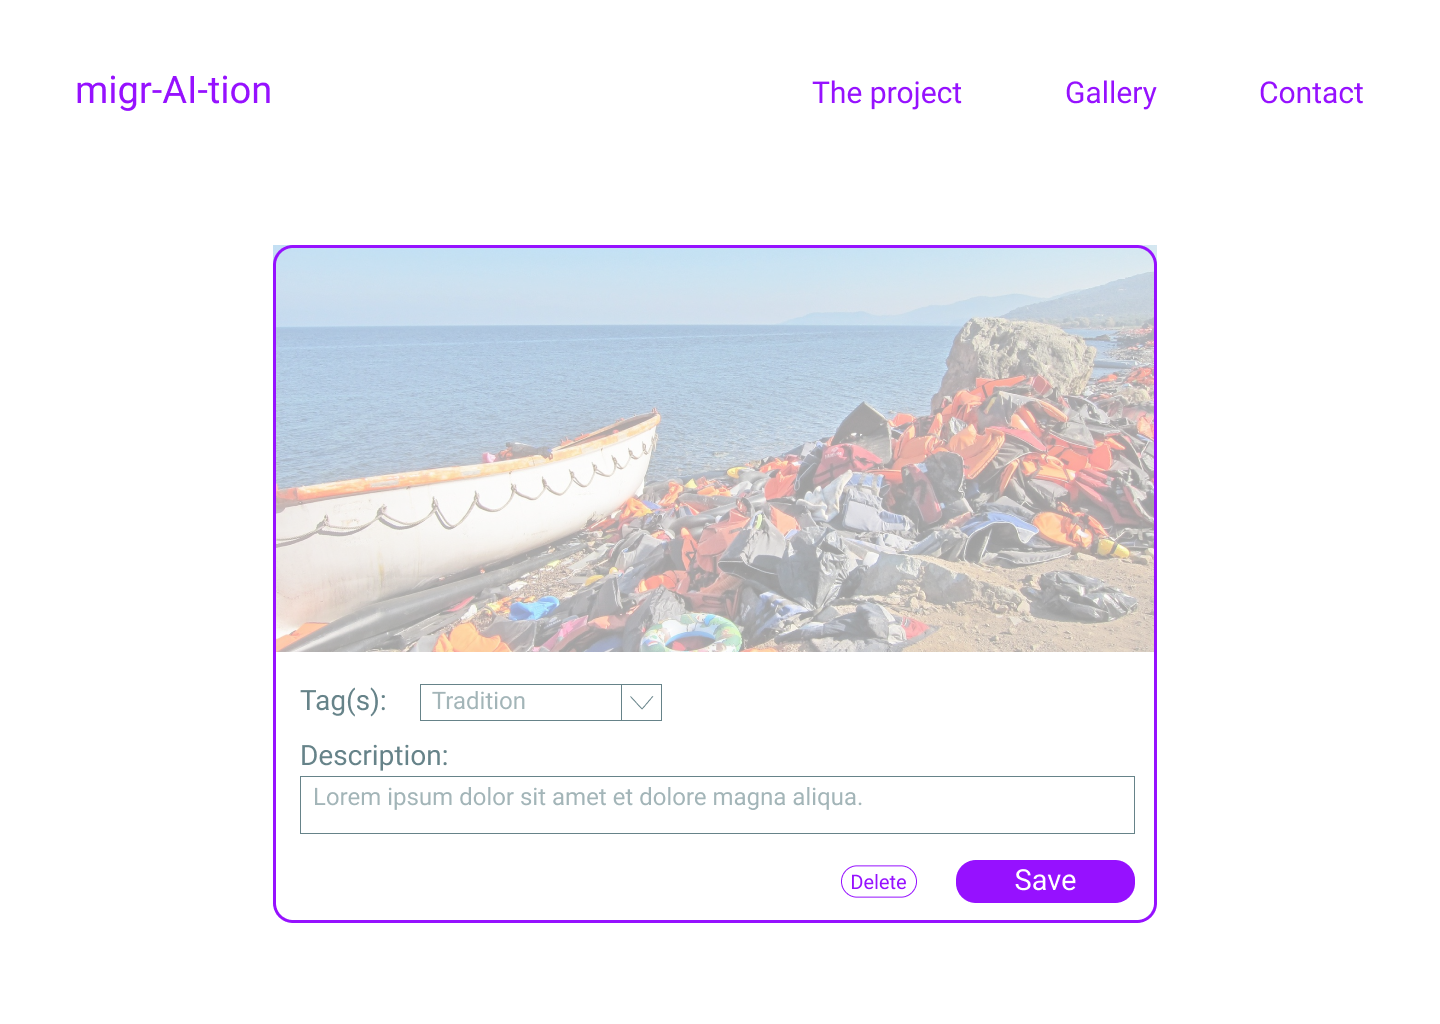 migr-AI-tion
The project
Gallery
Contact
Tag(s):
Tradition
Description:
Lorem ipsum dolor sit amet et dolore magna aliqua.
Delete
Save